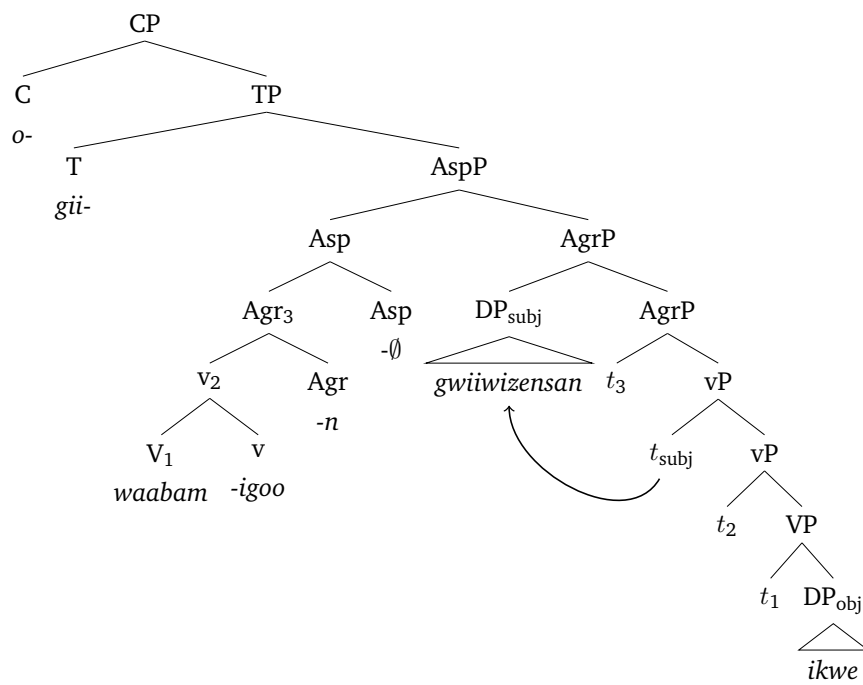 CP
C TP
o-
T AspP
gii-
Asp AgrP
Agr₃ Asp DPsubj AgrP
-∅
v₂ Agr gwiiwizensan t₃ vP
-n
V₁ v tsubj vP
waabam -igoo
t₂ VP
t₁ DPobj
ikwe